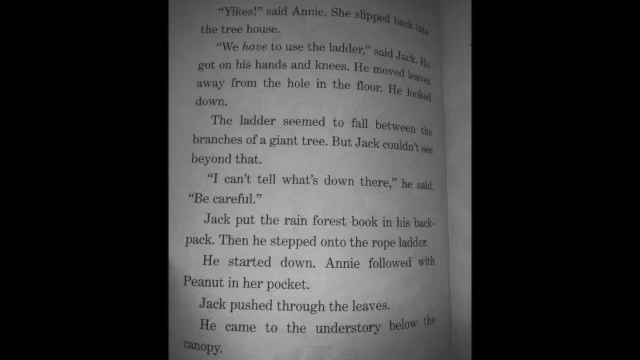 "Yikes!" said Annie. She slipped back into
the tree house.
"We have to use the ladder," said Jack. He
got on his hands and knees. He moved leaves
away from the hole in the floor. He looked
down.
The ladder seemed to fall between the
branches of a giant tree. But Jack couldn't see
beyond that.
"I can't tell what's down there," he said.
"Be careful."
Jack put the rain forest book in his back-
pack. Then he stepped onto the rope ladder.
He started down. Annie followed with
Peanut in her pocket.
Jack pushed through the leaves.
He came to the understory below the
canopy.